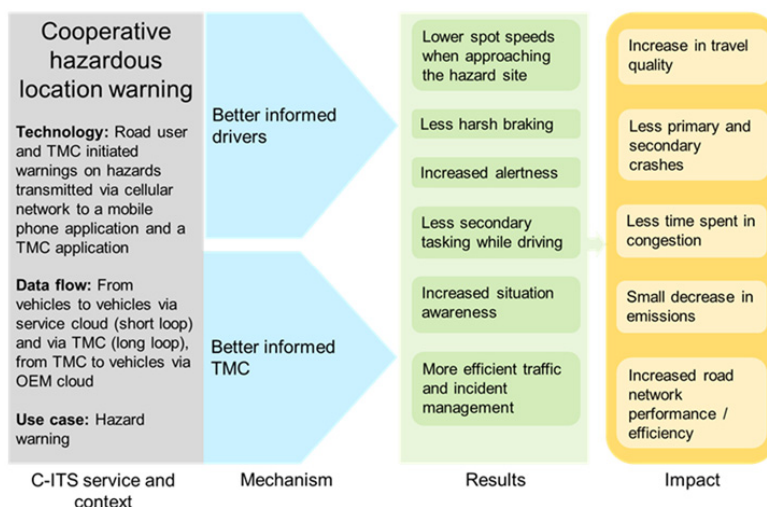 Cooperative
hazardous
location warning
Technology: Road user
and TMC initiated
warnings on hazards
transmitted via cellular
network to a mobile
phone application and a
TMC application
Data flow: From
vehicles to vehicles via
service cloud (short loop)
and via TMC (long loop),
from TMC to vehicles via
OEM cloud
Use case: Hazard
warning
C-ITS service and
context
Better informed
drivers
Better informed
TMC
Mechanism
Lower spot speeds
when approaching
the hazard site
Less harsh braking
Increased alertness
Less secondary
tasking while driving
Increased situation
awareness
More efficient traffic
and incident
management
Results
Increase in travel
quality
Less primary and
secondary
crashes
Less time spent in
congestion
Small decrease in
emissions
Increased road
network
performance /
efficiency
Impact